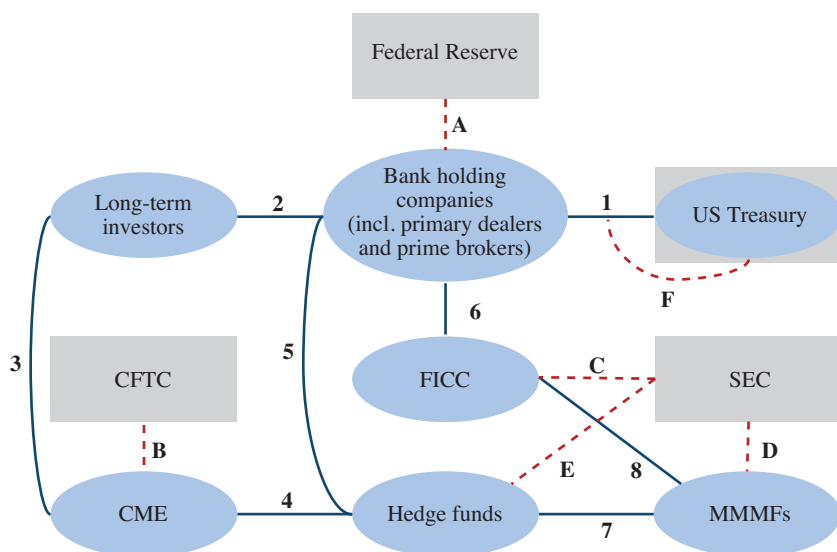 Federal Reserve
A
Long-term
investors
2
Bank holding
companies
(incl. primary dealers
and prime brokers)
1
US Treasury
F
6
3
CFTC
5
FICC
C
SEC
B
E
8
D
CME
4
Hedge funds
7
MMMFs